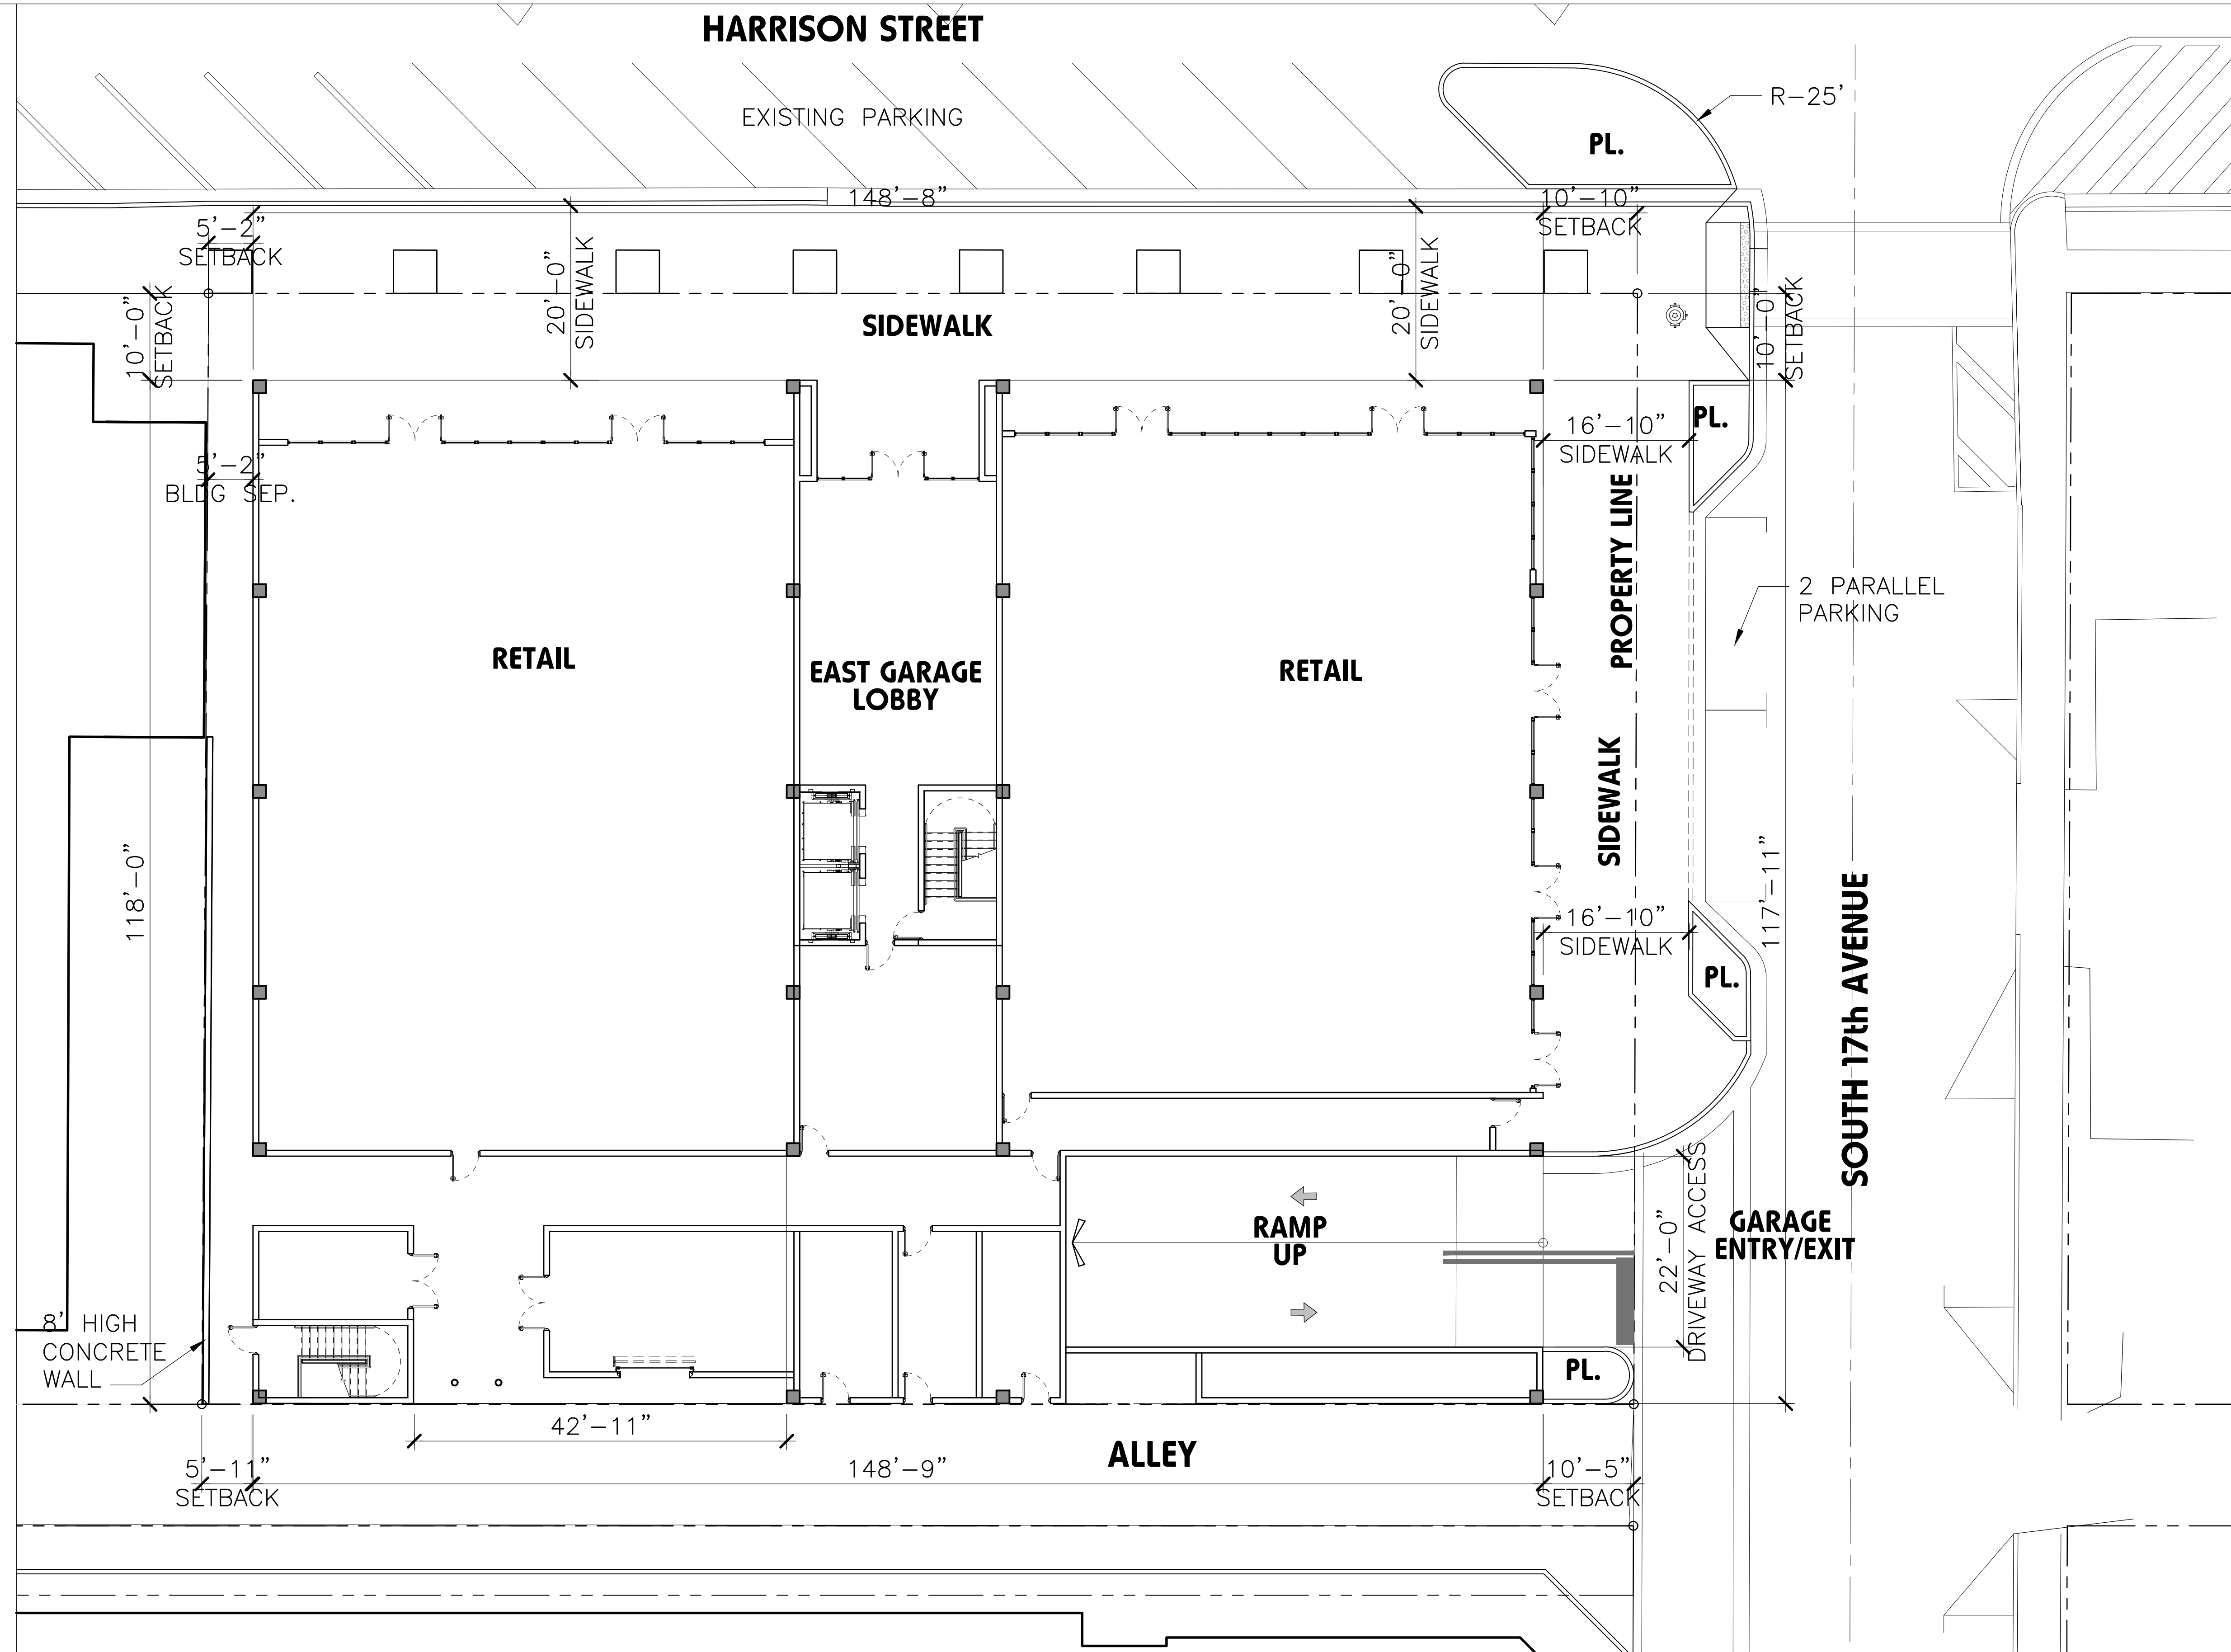 HARRISON STREET
R-25'
EXISTING PARKING
PL.
148'-8"
10'-10"
SETBACK
5'-2"
SETBACK
20'-0"
SIDEWALK
20'-0"
SIDEWALK
10'-0"
SETBACK
10'-0"
SETBACK
SIDEWALK
PL.
16'-10"
SIDEWALK
5'-2"
BLDG SEP.
PROPERTY LINE
2 PARALLEL
PARKING
RETAIL
EAST GARAGE
LOBBY
RETAIL
SIDEWALK
118'-0"
117'-11"
16'-10"
SIDEWALK
PL.
SOUTH 17th AVENUE
RAMP
UP
22'-0"
DRIVEWAY ACCESS
GARAGE
ENTRY/EXIT
8' HIGH
CONCRETE
WALL
PL.
42'-11"
ALLEY
5'-11"
SETBACK
148'-9"
10'-5"
SETBACK